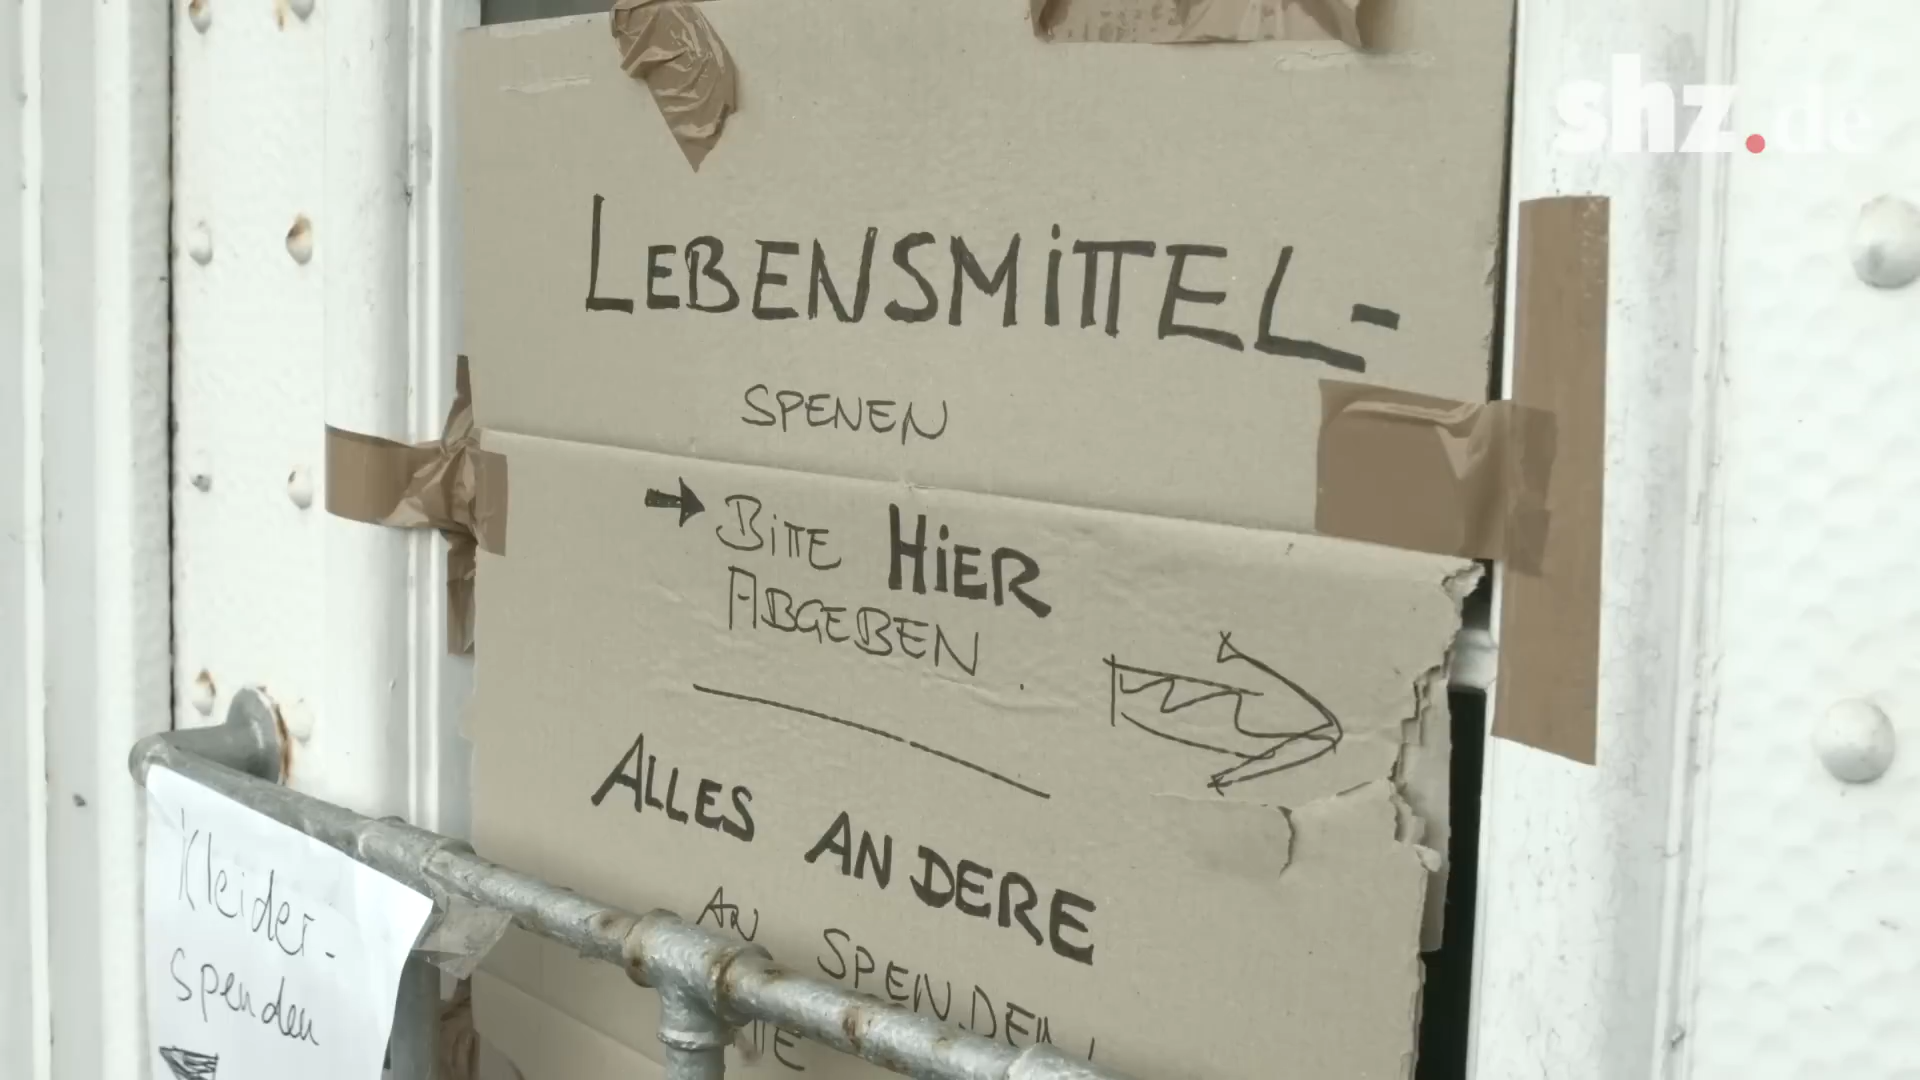 shz.de
LEBENSMiTTEL-
SPENEN
BiTTE HiER
ABGEBEN.
ALLES ANDERE
AN SPENDEN
Kleider-
spenden